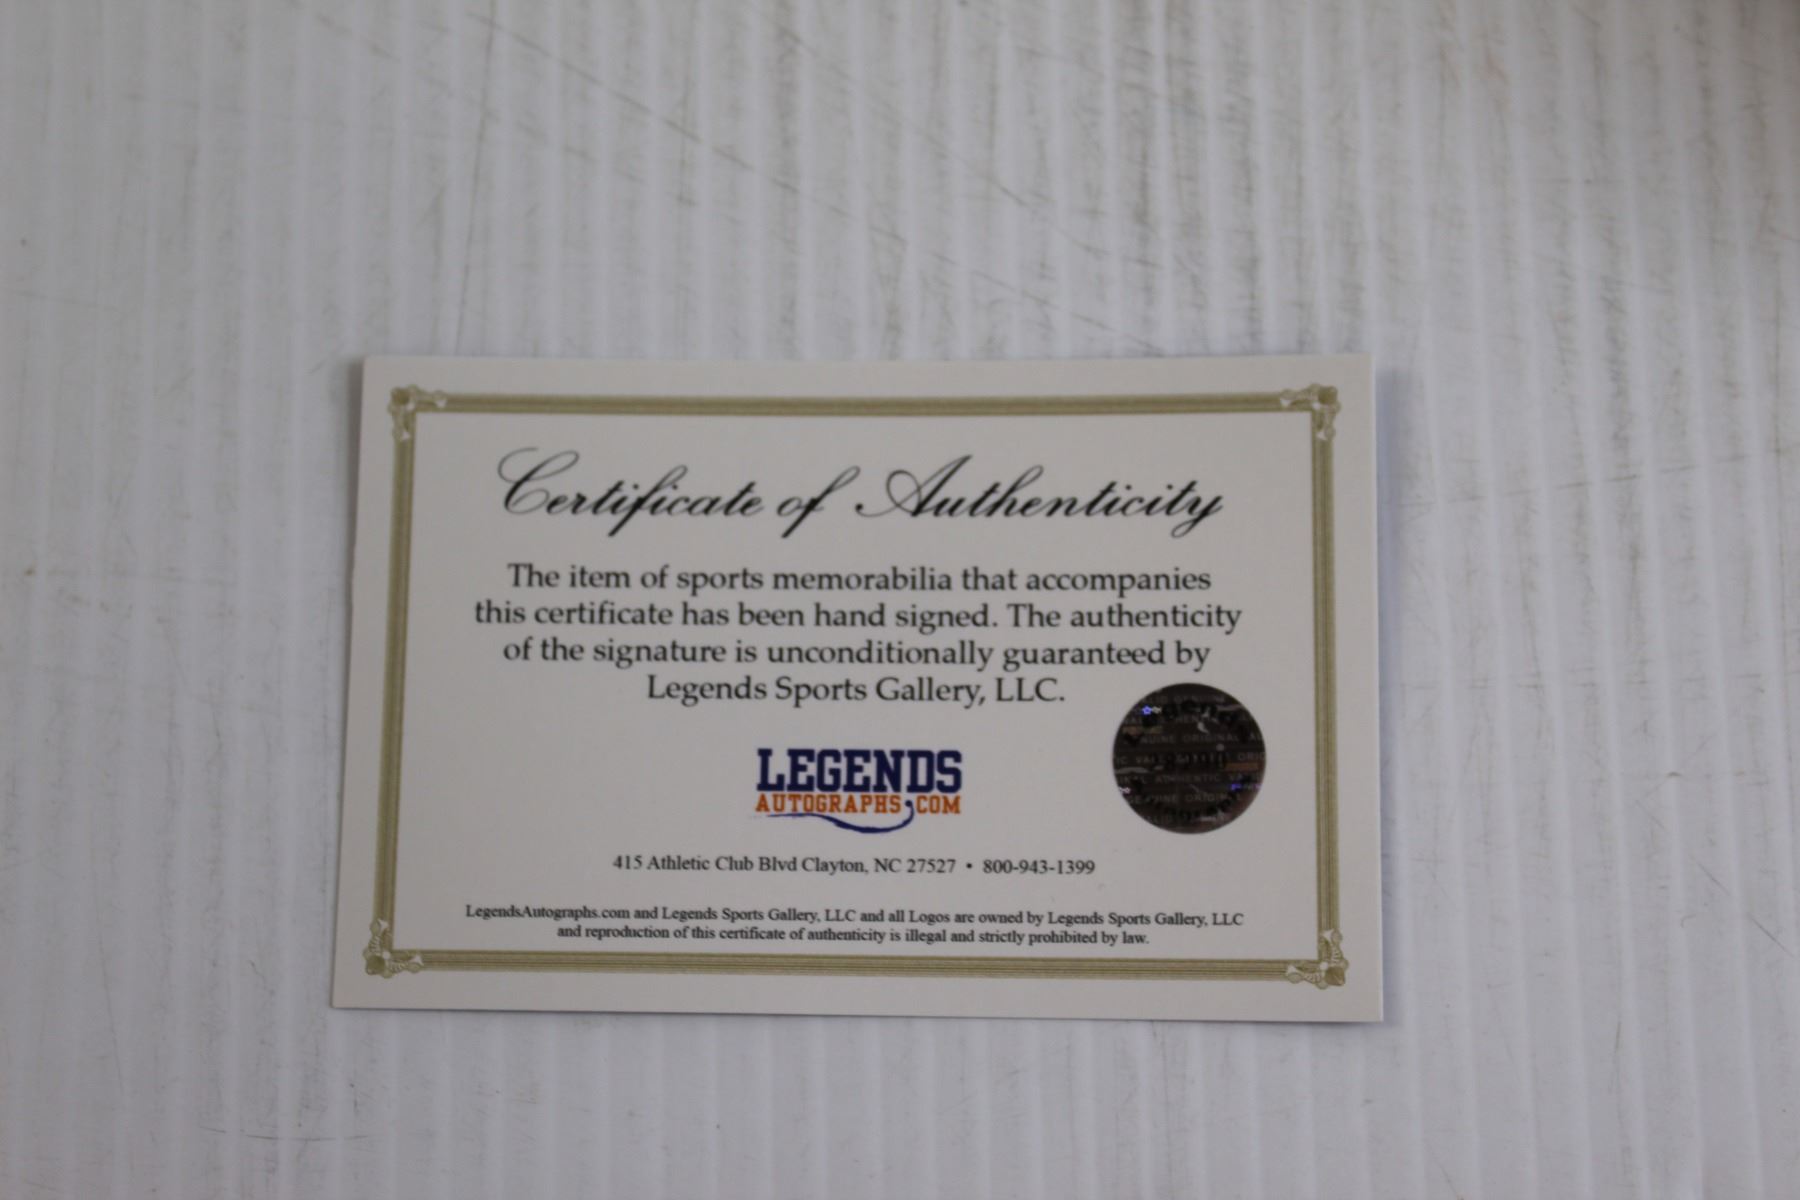 Certificate of Authenticity
The item of sports memorabilia that accompanies
this certificate has been hand signed. The authenticity
of the signature is unconditionally guaranteed by
Legends Sports Gallery, LLC.
LEGENDS
AUTOGRAPHS.COM
415 Athletic Club Blvd Clayton, NC 27527 • 800-943-1399
LegendsAutographs.com and Legends Sports Gallery, LLC and all Logos are owned by Legends Sports Gallery, LLC
and reproduction of this certificate of authenticity is illegal and strictly prohibited by law.